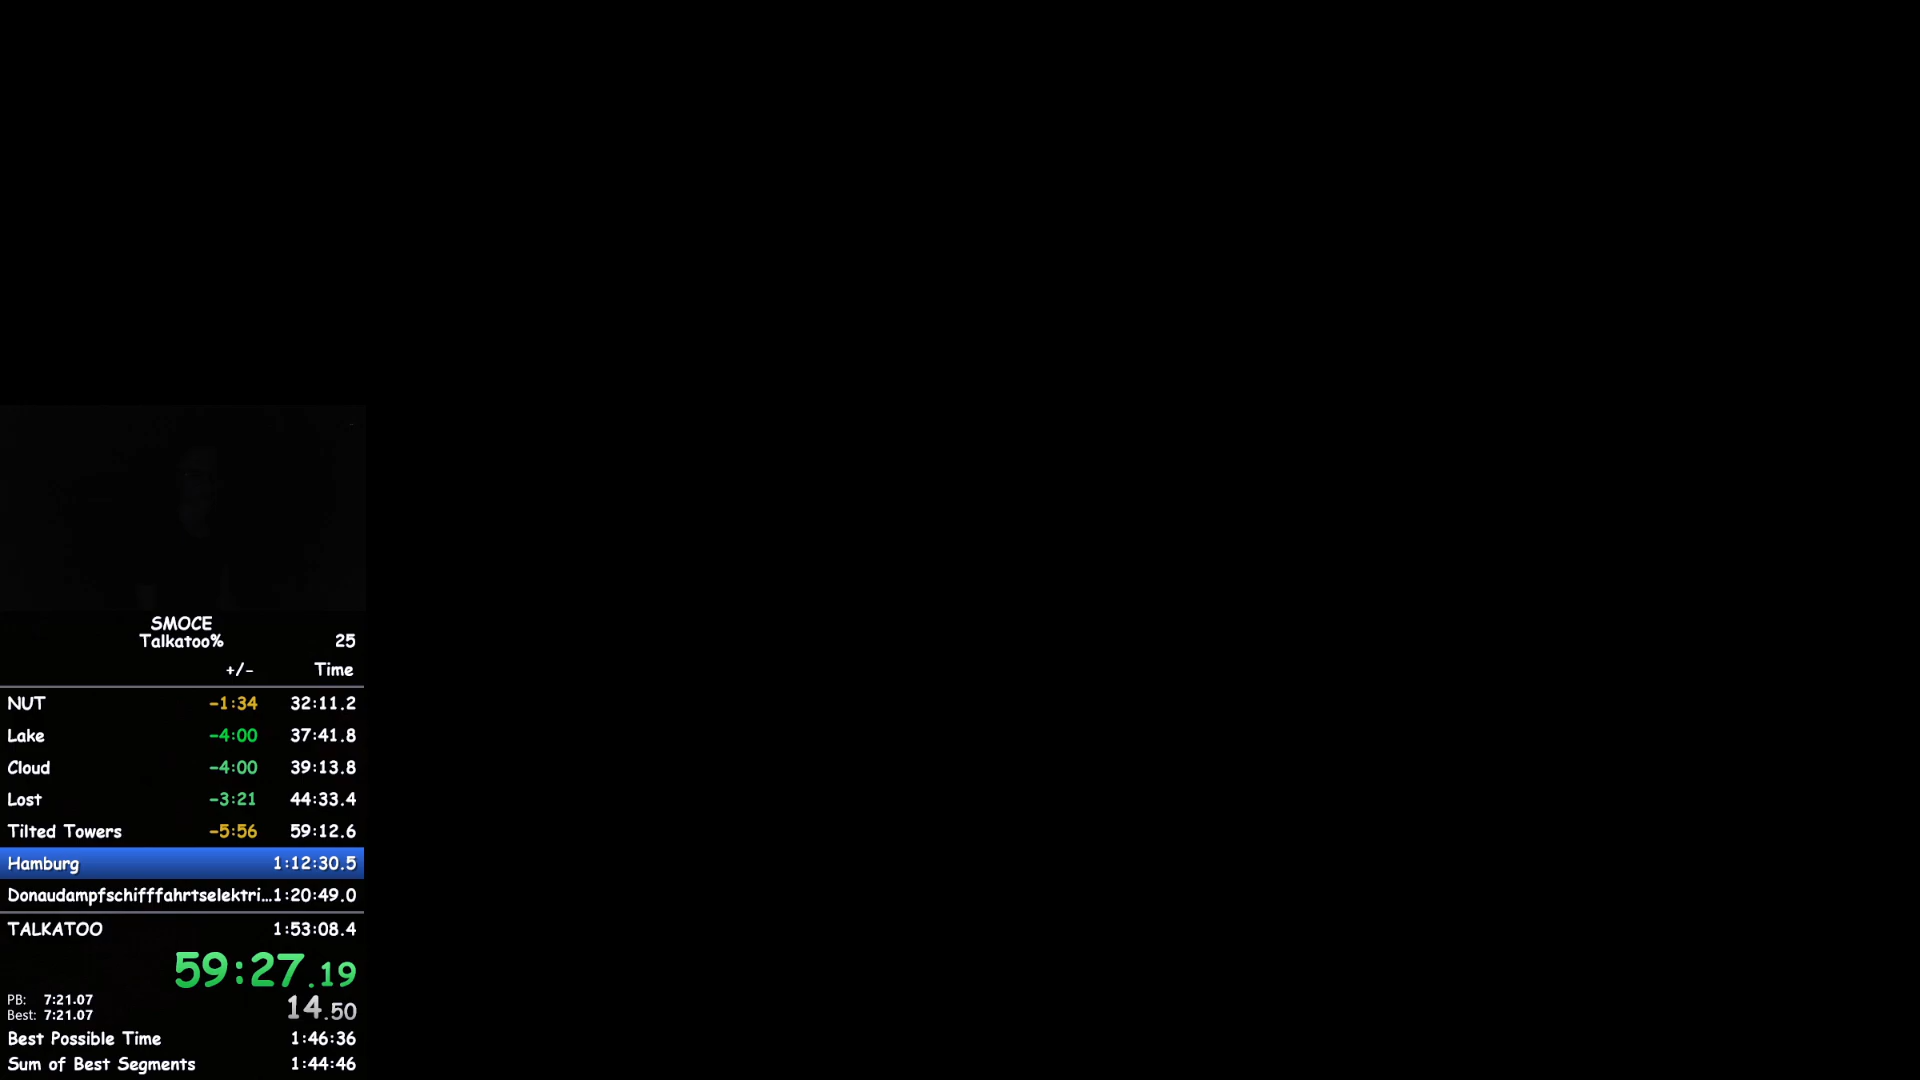 SMOCE
Talkatoo% 25
+/- Time
NUT -1:34 32:11.2
Lake -4:00 37:41.8
Cloud -4:00 39:13.8
Lost -3:21 44:33.4
Tilted Towers -5:56 59:12.6
Hamburg 1:12:30.5
Donaudampfschifffahrtselektri...1:20:49.0
TALKATOO 1:53:08.4
59:27.19
PB: 7:21.07 14.50
Best: 7:21.07
Best Possible Time 1:46:36
Sum of Best Segments 1:44:46